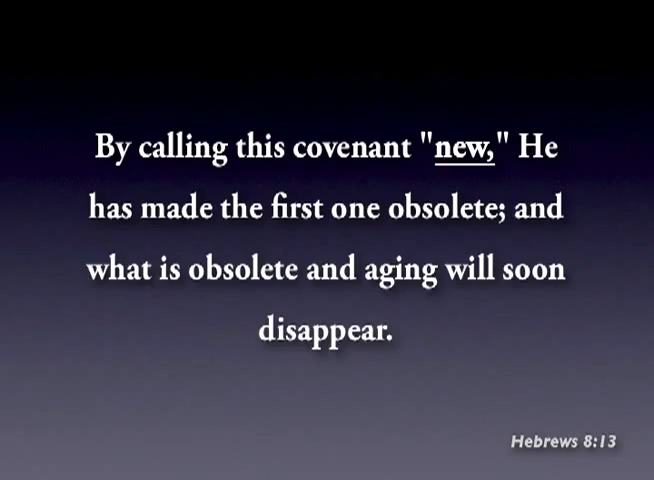 By calling this covenant "new," He
has made the first one obsolete; and
what is obsolete and aging will soon
disappear.
Hebrews 8:13